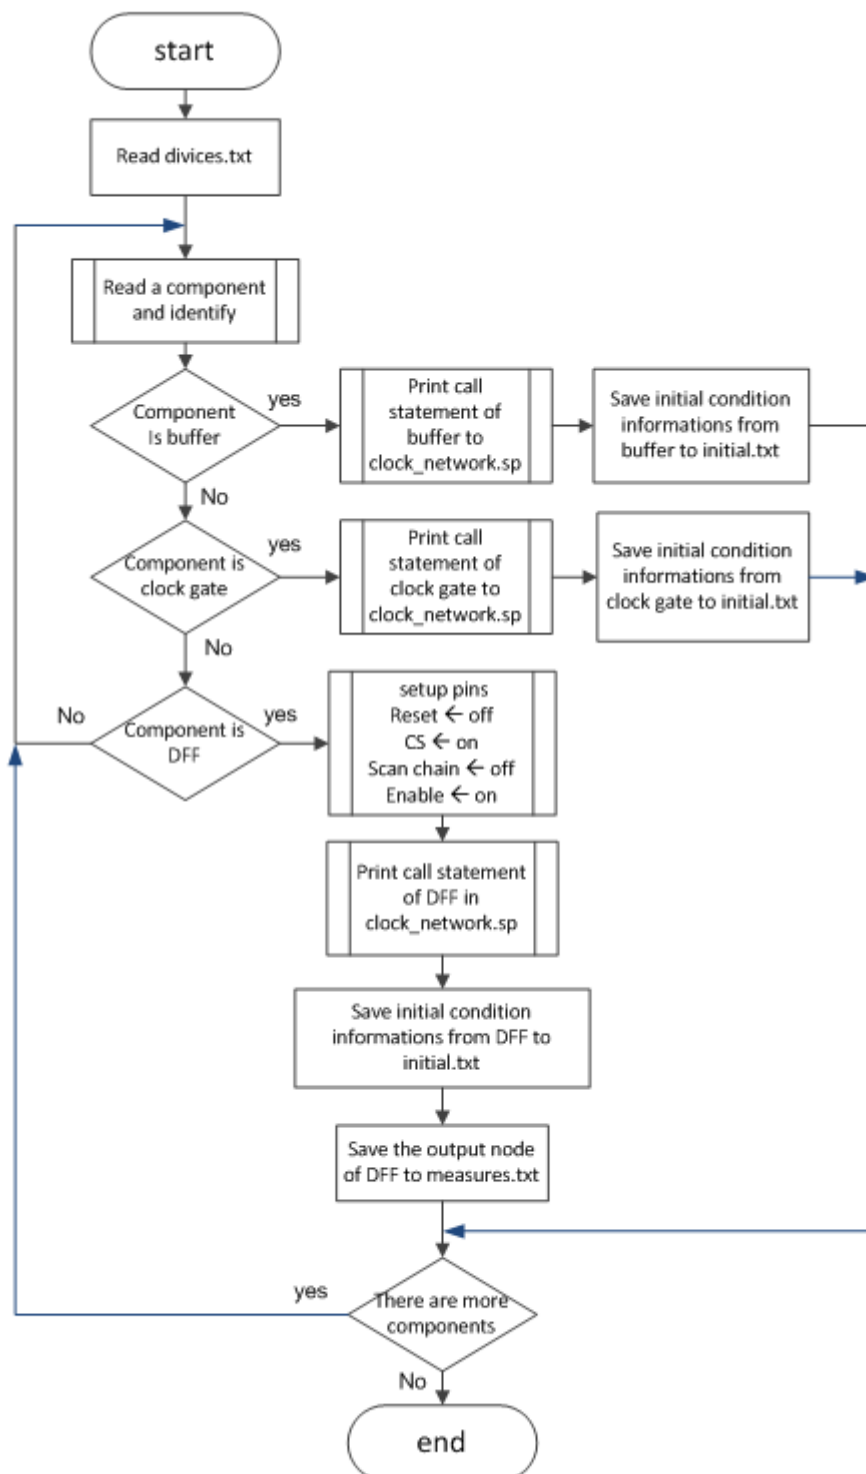 start
Read divices.txt
Read a component
and identify
Component
Is buffer
yes
Print call
statement of
buffer to
clock_network.sp
Save initial condition
informations from
buffer to initial.txt
No
Component is
clock gate
yes
Print call
statement of
clock gate to
clock_network.sp
Save initial condition
informations from
clock gate to initial.txt
No
No
Component is
DFF
yes
setup pins
Reset ← off
CS ← on
Scan chain ← off
Enable ← on
Print call statement
of DFF in
clock_network.sp
Save initial condition
informations from DFF to
initial.txt
Save the output node
of DFF to measures.txt
yes
There are more
components
No
end